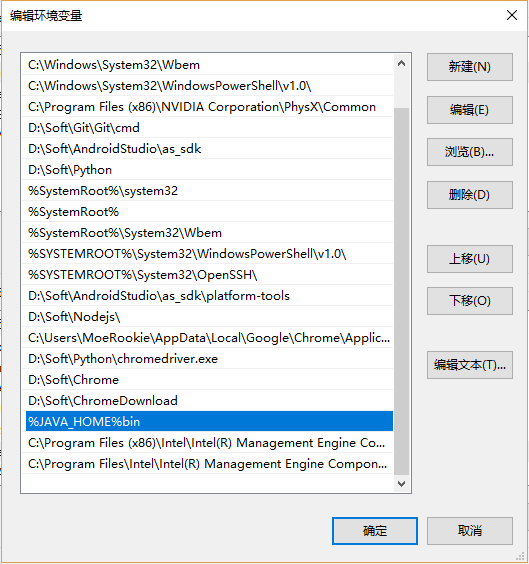 编辑环境变量
C:\Windows\System32\Wbem
C:\Windows\System32\WindowsPowerShell\v1.0\
C:\Program Files (x86)\NVIDIA Corporation\PhysX\Common
D:\Soft\Git\Git\cmd
D:\Soft\AndroidStudio\as_sdk
D:\Soft\Python
%SystemRoot%\system32
%SystemRoot%
%SystemRoot%\System32\Wbem
%SYSTEMROOT%\System32\WindowsPowerShell\v1.0\
%SYSTEMROOT%\System32\OpenSSH\
D:\Soft\AndroidStudio\as_sdk\platform-tools
D:\Soft\Nodejs\
C:\Users\MoeRookie\AppData\Local\Google\Chrome\Applic...
D:\Soft\Python\chromedriver.exe
D:\Soft\Chrome
D:\Soft\ChromeDownload
%JAVA_HOME%bin
C:\Program Files (x86)\Intel\Intel(R) Management Engine Co...
C:\Program Files\Intel\Intel(R) Management Engine Compon...
新建(N)
编辑(E)
浏览(B)...
删除(D)
上移(U)
下移(O)
编辑文本(T)...
确定
取消